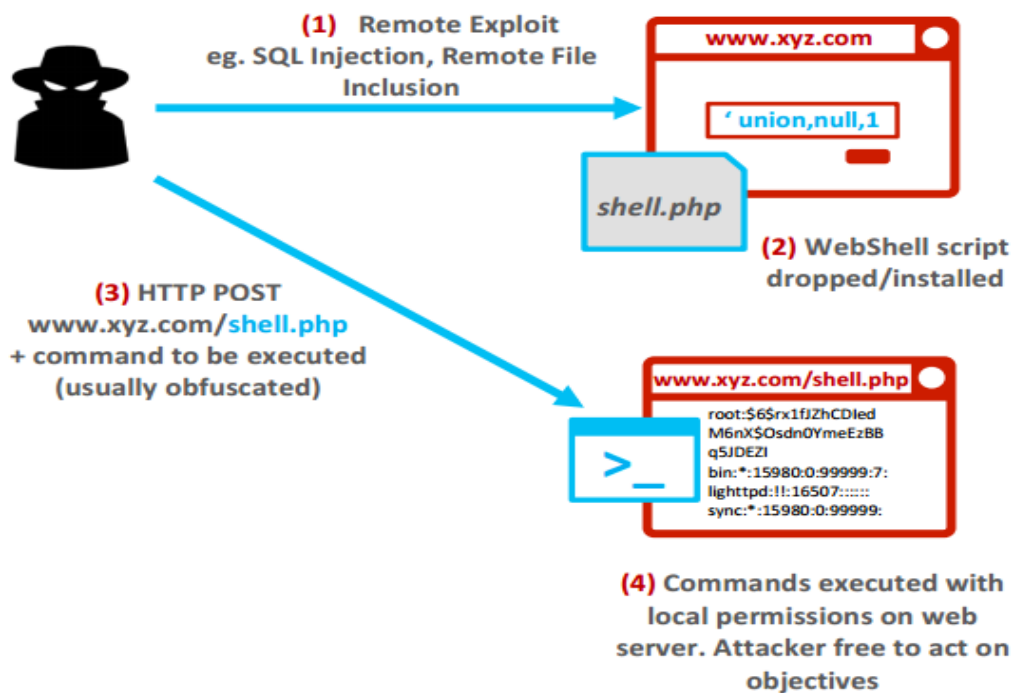 (1) Remote Exploit
eg. SQL Injection, Remote File
Inclusion
www.xyz.com
‘ union,null,1
shell.php
(2) WebShell script
dropped/installed
(3) HTTP POST
www.xyz.com/shell.php
+ command to be executed
(usually obfuscated)
www.xyz.com/shell.php
>_
root:$6$rx1fJZhCDIed
M6nX$Osdn0YmeEzBB
q5JDEZI
bin:*:15980:0:99999:7:
lighttpd:!!:16507::::::
sync:*:15980:0:99999:
(4) Commands executed with
local permissions on web
server. Attacker free to act on
objectives